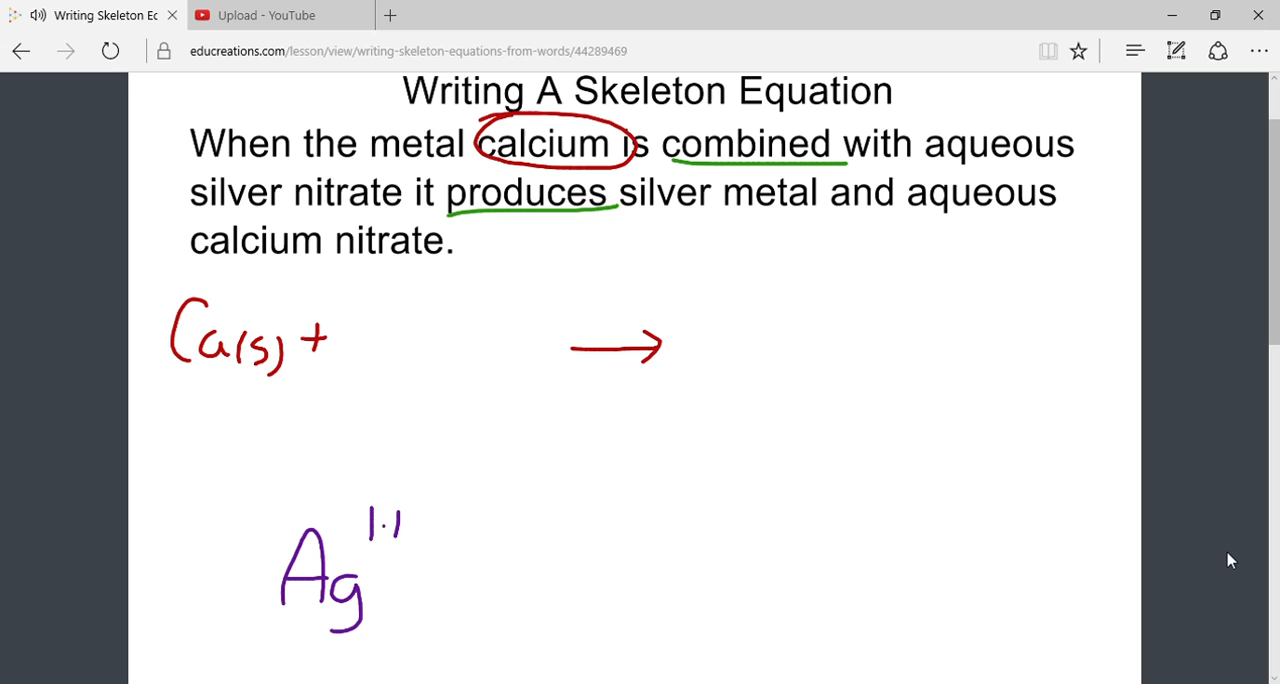 Writing Skeleton Ec
Upload - YouTube
educreations.com/lesson/view/writing-skeleton-equations-from-words/44289469
Writing A Skeleton Equation
When the metal calcium is combined with aqueous
silver nitrate it produces silver metal and aqueous
calcium nitrate.
Ca(s) + →
Ag